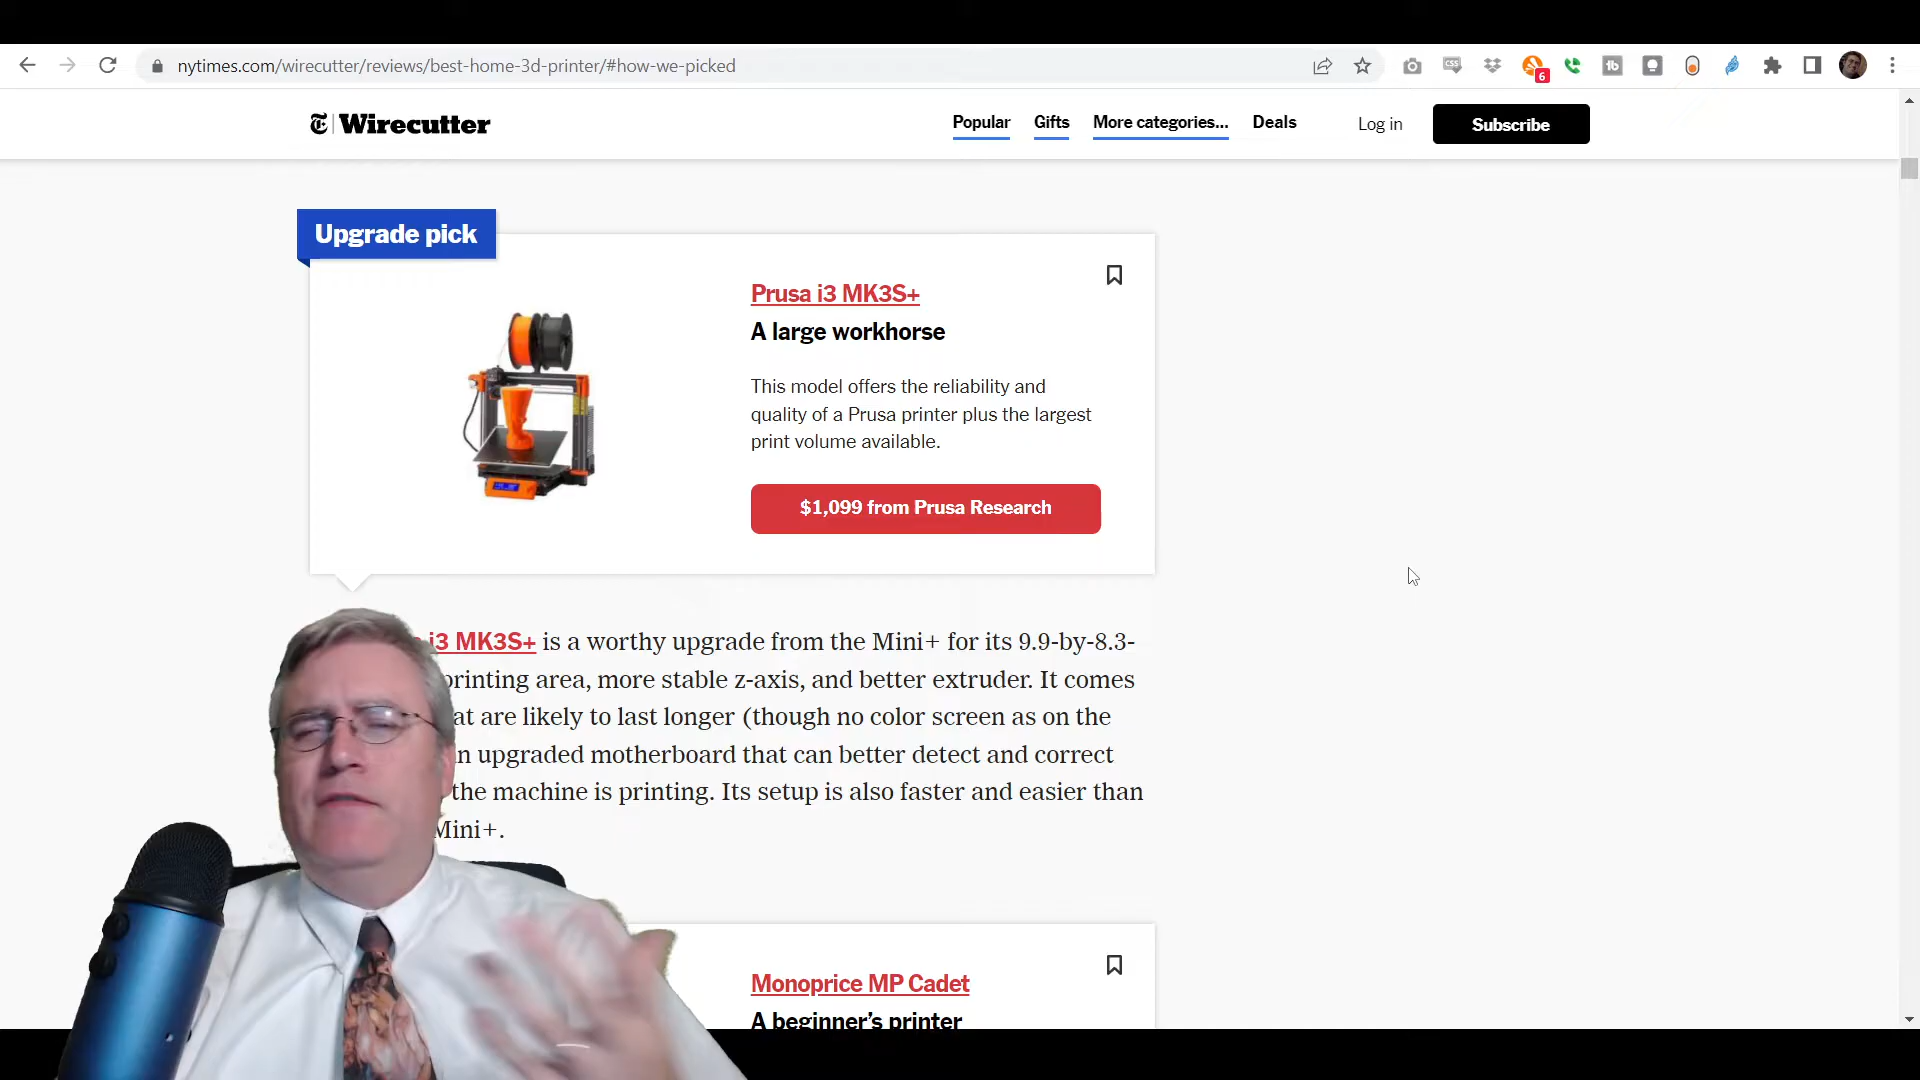 nytimes.com/wirecutter/reviews/best-home-3d-printer/#how-we-picked
CSS
6
tb
Wirecutter
Popular Gifts More categories... Deals Log in Subscribe
Upgrade pick
Prusa i3 MK3S+
A large workhorse
This model offers the reliability and
quality of a Prusa printer plus the largest
print volume available.
$1,099 from Prusa Research
i3 MK3S+ is a worthy upgrade from the Mini+ for its 9.9-by-8.3-
printing area, more stable z-axis, and better extruder. It comes
at are likely to last longer (though no color screen as on the
n upgraded motherboard that can better detect and correct
the machine is printing. Its setup is also faster and easier than
Mini+.
Monoprice MP Cadet
A beginner's printer